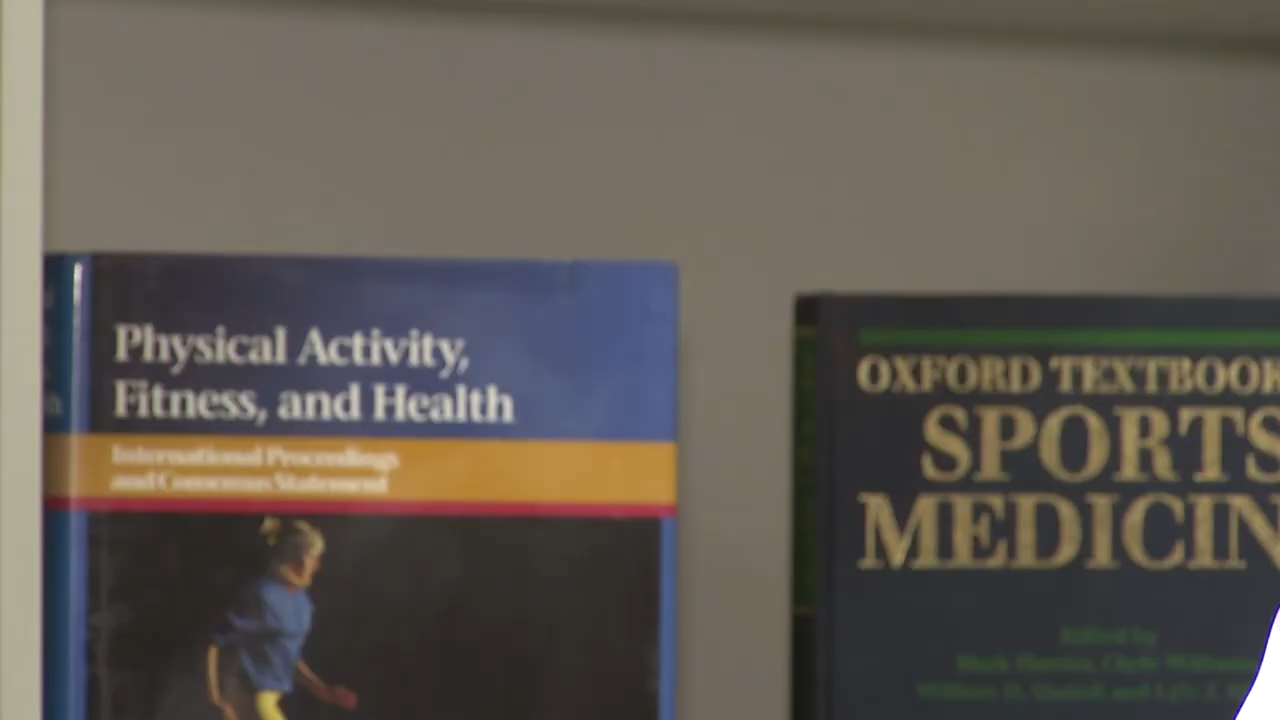 Physical Activity,
Fitness, and Health
International Proceedings
and Consensus Statement
OXFORD TEXTBOOK
SPORTS
MEDICIN
Edited by